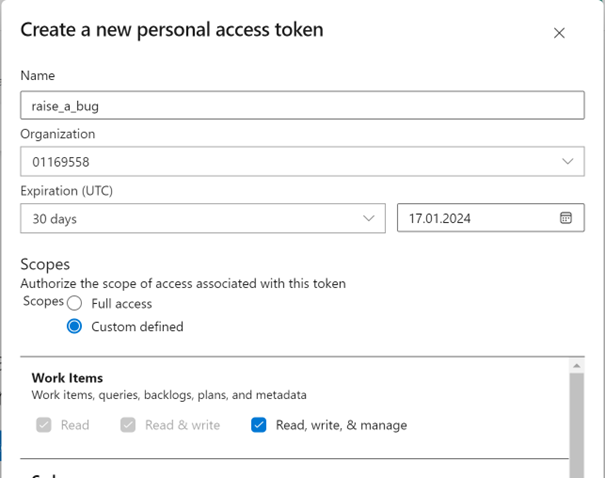 Create a new personal access token
Name
raise_a_bug
Organization
01169558
Expiration (UTC)
30 days 17.01.2024
Scopes
Authorize the scope of access associated with this token
Scopes Full access
Custom defined
Work Items
Work items, queries, backlogs, plans, and metadata
Read Read & write Read, write, & manage